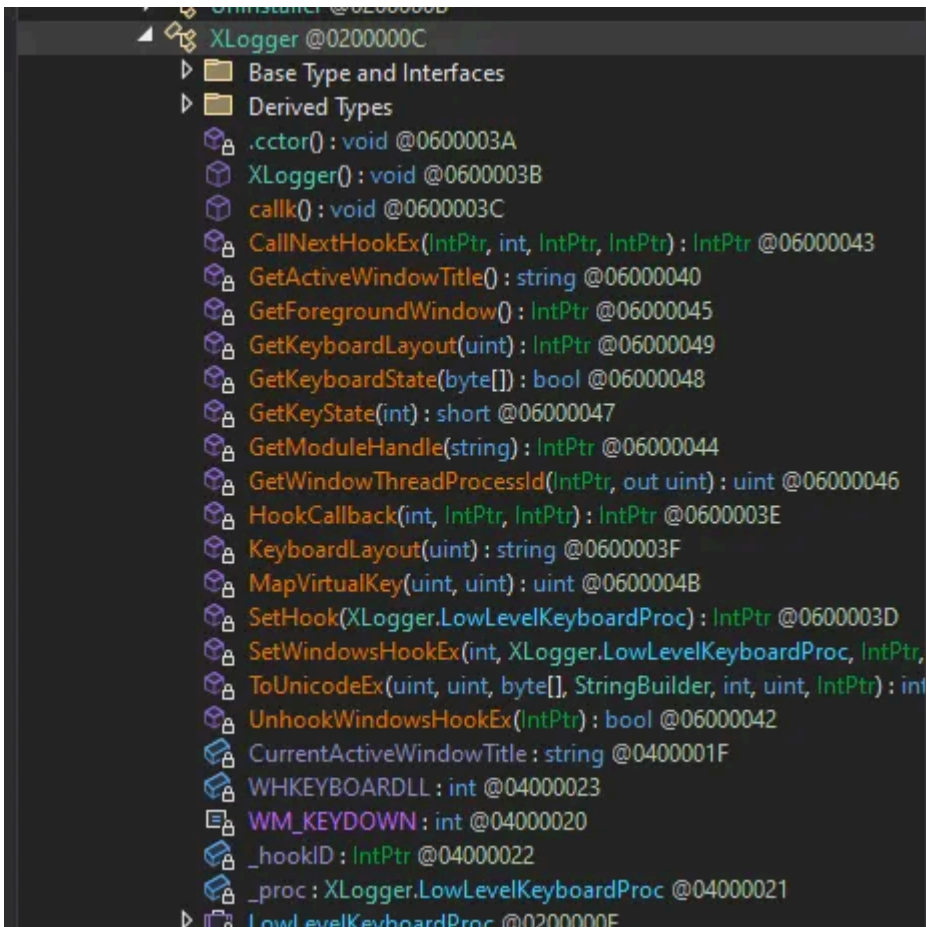 Uninstaller @0200000B
XLogger @0200000C
Base Type and Interfaces
Derived Types
.cctor() : void @0600003A
XLogger() : void @0600003B
callk() : void @0600003C
CallNextHookEx(IntPtr, int, IntPtr, IntPtr) : IntPtr @06000043
GetActiveWindowTitle() : string @06000040
GetForegroundWindow() : IntPtr @06000045
GetKeyboardLayout(uint) : IntPtr @06000049
GetKeyboardState(byte[]) : bool @06000048
GetKeyState(int) : short @06000047
GetModuleHandle(string) : IntPtr @06000044
GetWindowThreadProcessId(IntPtr, out uint) : uint @06000046
HookCallback(int, IntPtr, IntPtr) : IntPtr @0600003E
KeyboardLayout(uint) : string @0600003F
MapVirtualKey(uint, uint) : uint @0600004B
SetHook(XLogger.LowLevelKeyboardProc) : IntPtr @0600003D
SetWindowsHookEx(int, XLogger.LowLevelKeyboardProc, IntPtr,
ToUnicodeEx(uint, uint, byte[], StringBuilder, int, uint, IntPtr) : int
UnhookWindowsHookEx(IntPtr) : bool @06000042
CurrentActiveWindowTitle : string @0400001F
WHKEYBOARDLL : int @04000023
WM_KEYDOWN : int @04000020
_hookID : IntPtr @04000022
_proc : XLogger.LowLevelKeyboardProc @04000021
LowLevelKeyboardProc @0200000E